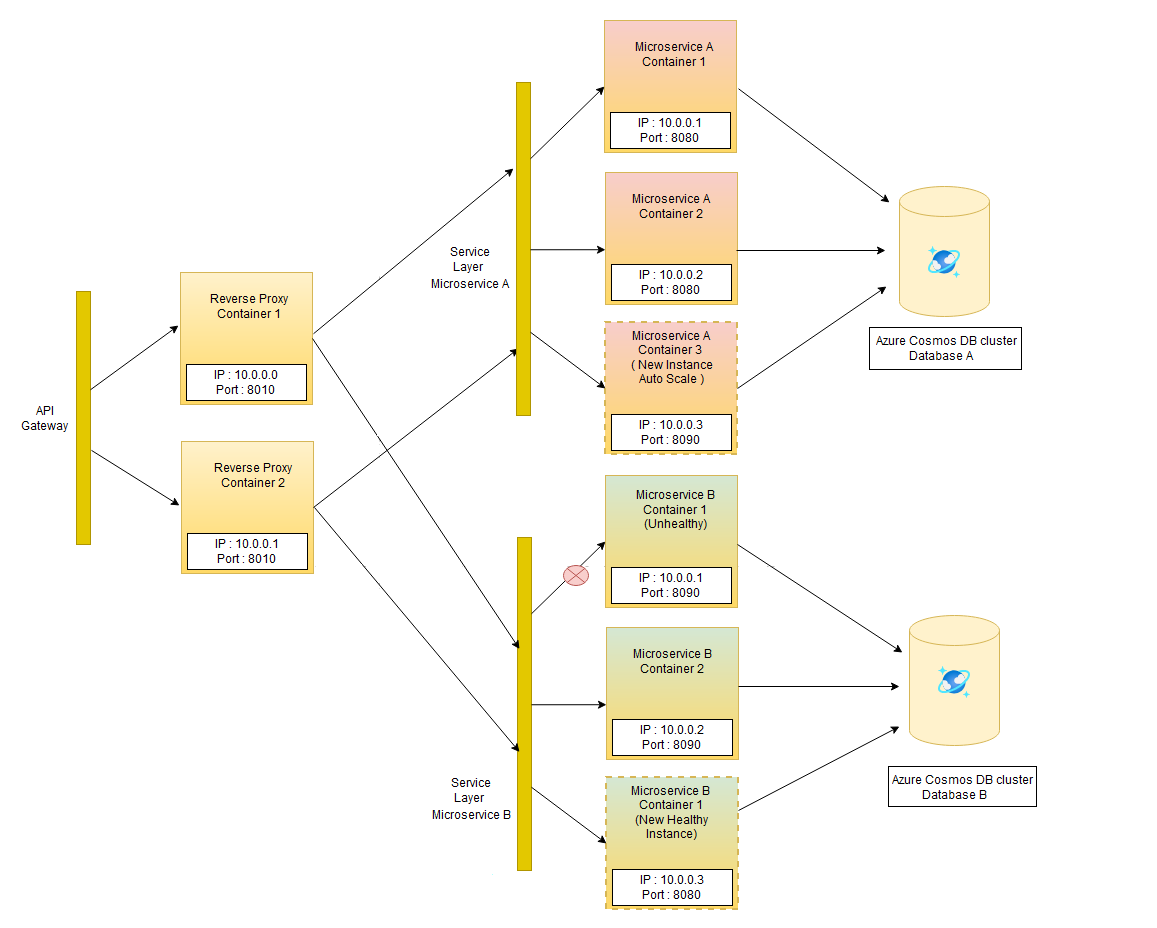 API
Gateway
Reverse Proxy
Container 1
IP : 10.0.0.0
Port : 8010
Reverse Proxy
Container 2
IP : 10.0.0.1
Port : 8010
Service
Layer
Microservice A
Microservice A
Container 1
IP : 10.0.0.1
Port : 8080
Microservice A
Container 2
IP : 10.0.0.2
Port : 8080
Microservice A
Container 3
( New Instance
Auto Scale )
IP : 10.0.0.3
Port : 8090
Azure Cosmos DB cluster
Database A
Service
Layer
Microservice B
Microservice B
Container 1
(Unhealthy)
IP : 10.0.0.1
Port : 8090
Microservice B
Container 2
IP : 10.0.0.2
Port : 8090
Microservice B
Container 1
(New Healthy
Instance)
IP : 10.0.0.3
Port : 8080
Azure Cosmos DB cluster
Database B